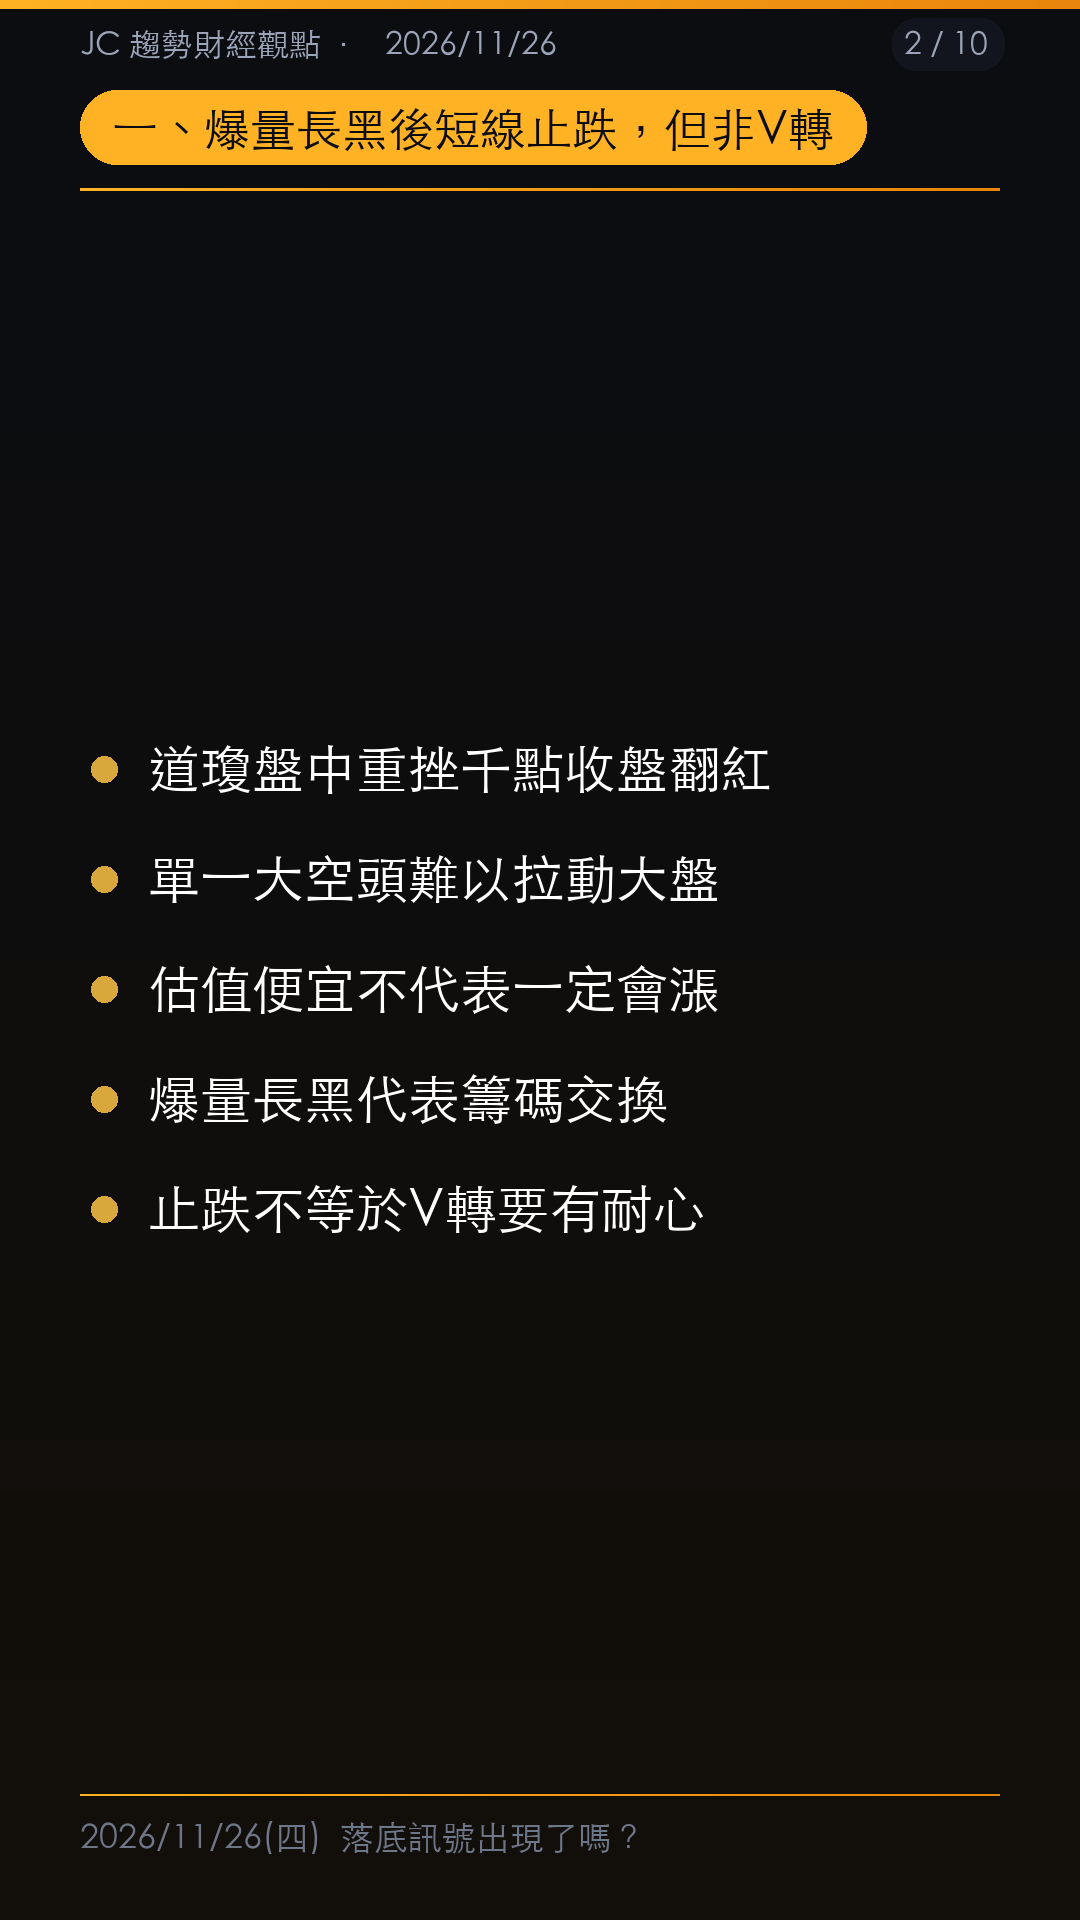 JC 趨勢財經觀點 · 2026/11/26
2 / 10
一、爆量長黑後短線止跌，但非V轉
道瓊盤中重挫千點收盤翻紅
單一大空頭難以拉動大盤
估值便宜不代表一定會漲
爆量長黑代表籌碼交換
止跌不等於V轉要有耐心
2026/11/26(四) 落底訊號出現了嗎？